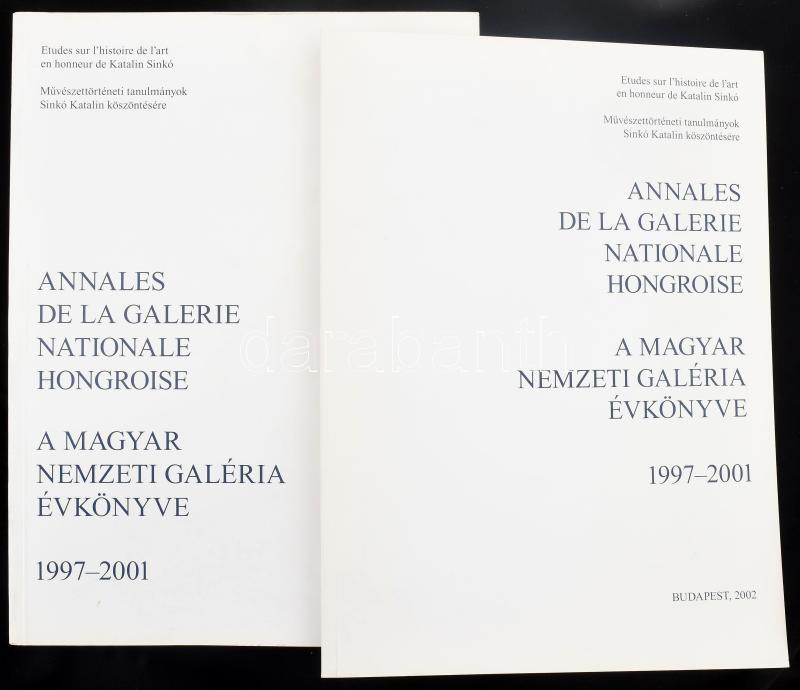 Etudes sur l'histoire de l'art
en honneur de Katalin Sinkó
Művészettörténeti tanulmányok
Sinkó Katalin köszöntésére
ANNALES
DE LA GALERIE
NATIONALE
HONGROISE
A MAGYAR
NEMZETI GALÉRIA
ÉVKÖNYVE
1997–2001
Etudes sur l'histoire de l'art
en honneur de Katalin Sinkó
Művészettörténeti tanulmányok
Sinkó Katalin köszöntésére
ANNALES
DE LA GALERIE
NATIONALE
HONGROISE
A MAGYAR
NEMZETI GALÉRIA
ÉVKÖNYVE
1997–2001
BUDAPEST, 2002
darabanth